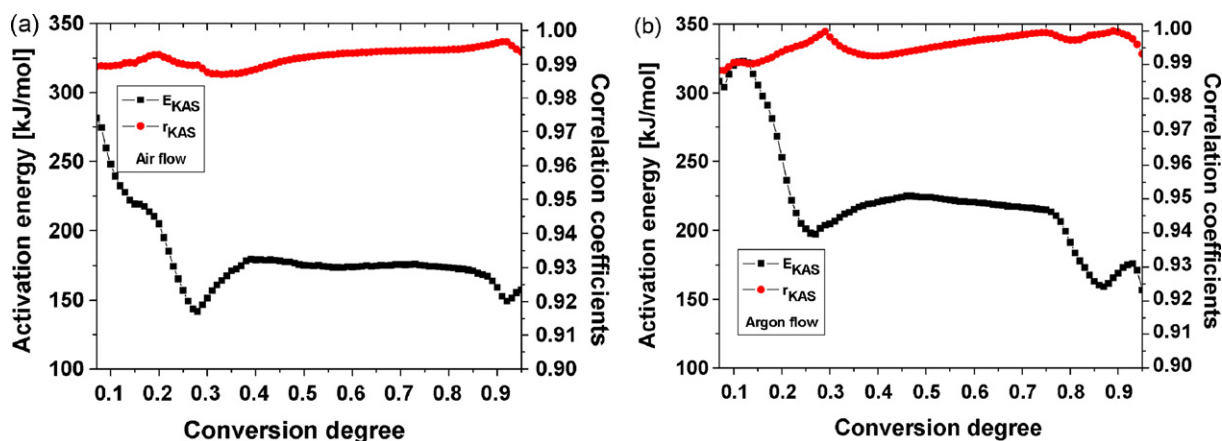 (a)
350
300
250
200
150
100
Activation energy [kJ/mol]
E_KAS
r_KAS
Air flow
1.00
0.99
0.98
0.97
0.96
0.95
0.94
0.93
0.92
0.91
0.90
Correlation coefficients
0.1 0.2 0.3 0.4 0.5 0.6 0.7 0.8 0.9
Conversion degree
(b)
350
300
250
200
150
100
Activation energy [kJ/mol]
E_KAS
r_KAS
Argon flow
1.00
0.99
0.98
0.97
0.96
0.95
0.94
0.93
0.92
0.91
0.90
Correlation coefficients
0.1 0.2 0.3 0.4 0.5 0.6 0.7 0.8 0.9
Conversion degree